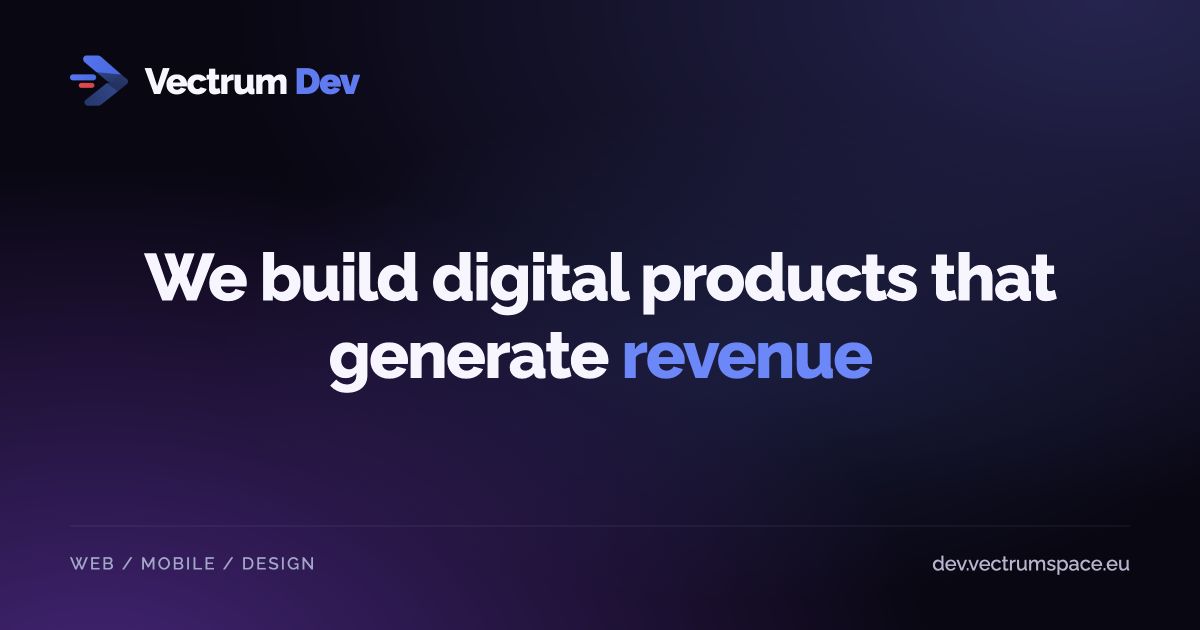 Vectrum Dev
We build digital products that
generate revenue
WEB / MOBILE / DESIGN
dev.vectrumspace.eu